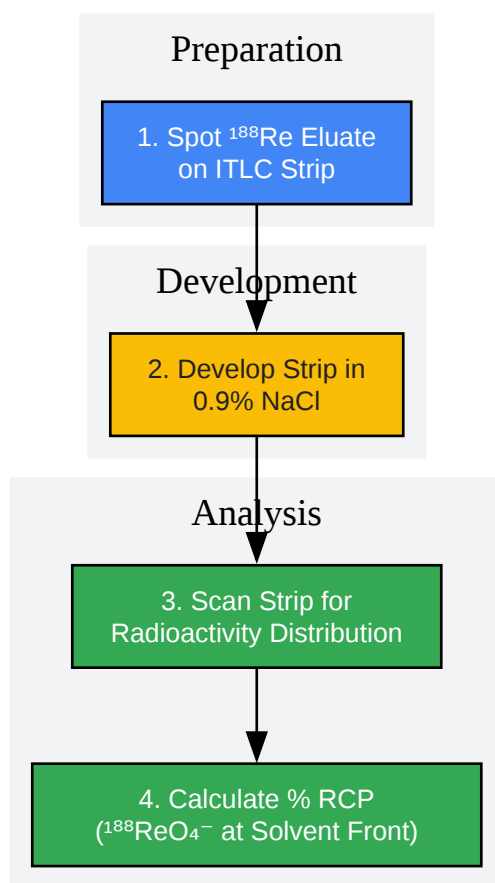 Preparation
1. Spot ¹⁸⁸Re Eluate
on ITLC Strip
Development
2. Develop Strip in
0.9% NaCl
Analysis
3. Scan Strip for
Radioactivity Distribution
4. Calculate % RCP
(¹⁸⁸ReO₄⁻ at Solvent Front)